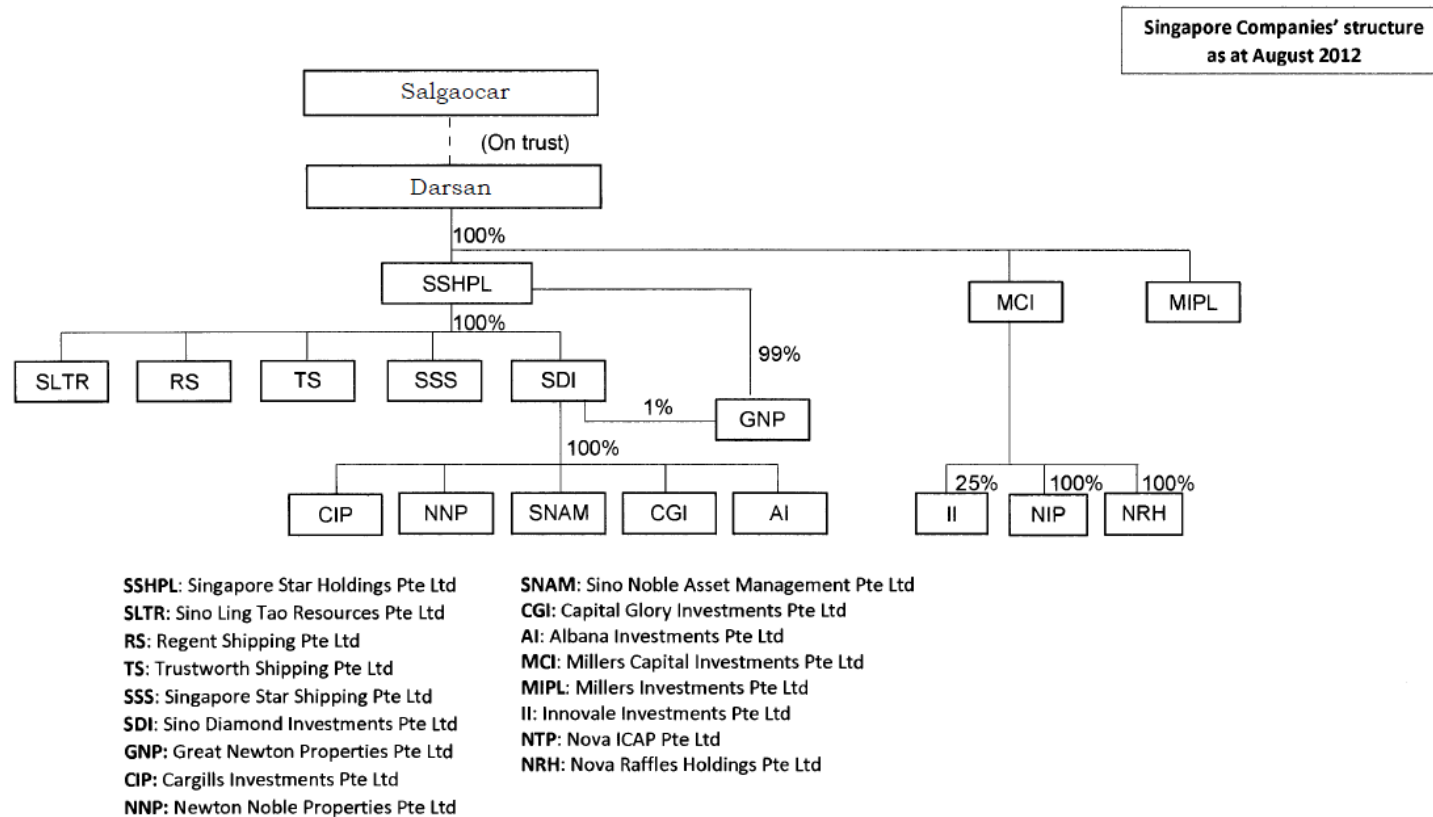 Singapore Companies' structure
as at August 2012
Salgaocar
(On trust)
Darsan
100%
SSHPL
MCI
MIPL
100%
99%
SLTR
RS
TS
SSS
SDI
1%
GNP
100%
25%
100%
100%
CIP
NNP
SNAM
CGI
AI
II
NIP
NRH
SSHPL: Singapore Star Holdings Pte Ltd
SLTR: Sino Ling Tao Resources Pte Ltd
RS: Regent Shipping Pte Ltd
TS: Trustworth Shipping Pte Ltd
SSS: Singapore Star Shipping Pte Ltd
SDI: Sino Diamond Investments Pte Ltd
GNP: Great Newton Properties Pte Ltd
CIP: Cargills Investments Pte Ltd
NNP: Newton Noble Properties Pte Ltd
SNAM: Sino Noble Asset Management Pte Ltd
CGI: Capital Glory Investments Pte Ltd
AI: Albana Investments Pte Ltd
MCI: Millers Capital Investments Pte Ltd
MIPL: Millers Investments Pte Ltd
II: Innovale Investments Pte Ltd
NTP: Nova ICAP Pte Ltd
NRH: Nova Raffles Holdings Pte Ltd